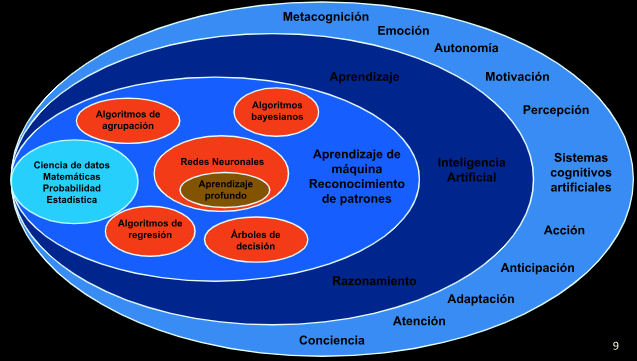 Metacognición
Emoción
Autonomía
Motivación
Percepción
Sistemas
cognitivos
artificiales
Acción
Anticipación
Adaptación
Atención
Conciencia
Aprendizaje
Inteligencia
Artificial
Razonamiento
Aprendizaje de
máquina
Reconocimiento
de patrones
Algoritmos de
agrupación
Algoritmos
bayesianos
Redes Neuronales
Aprendizaje
profundo
Ciencia de datos
Matemáticas
Probabilidad
Estadística
Algoritmos de
regresión
Árboles de
decisión
9